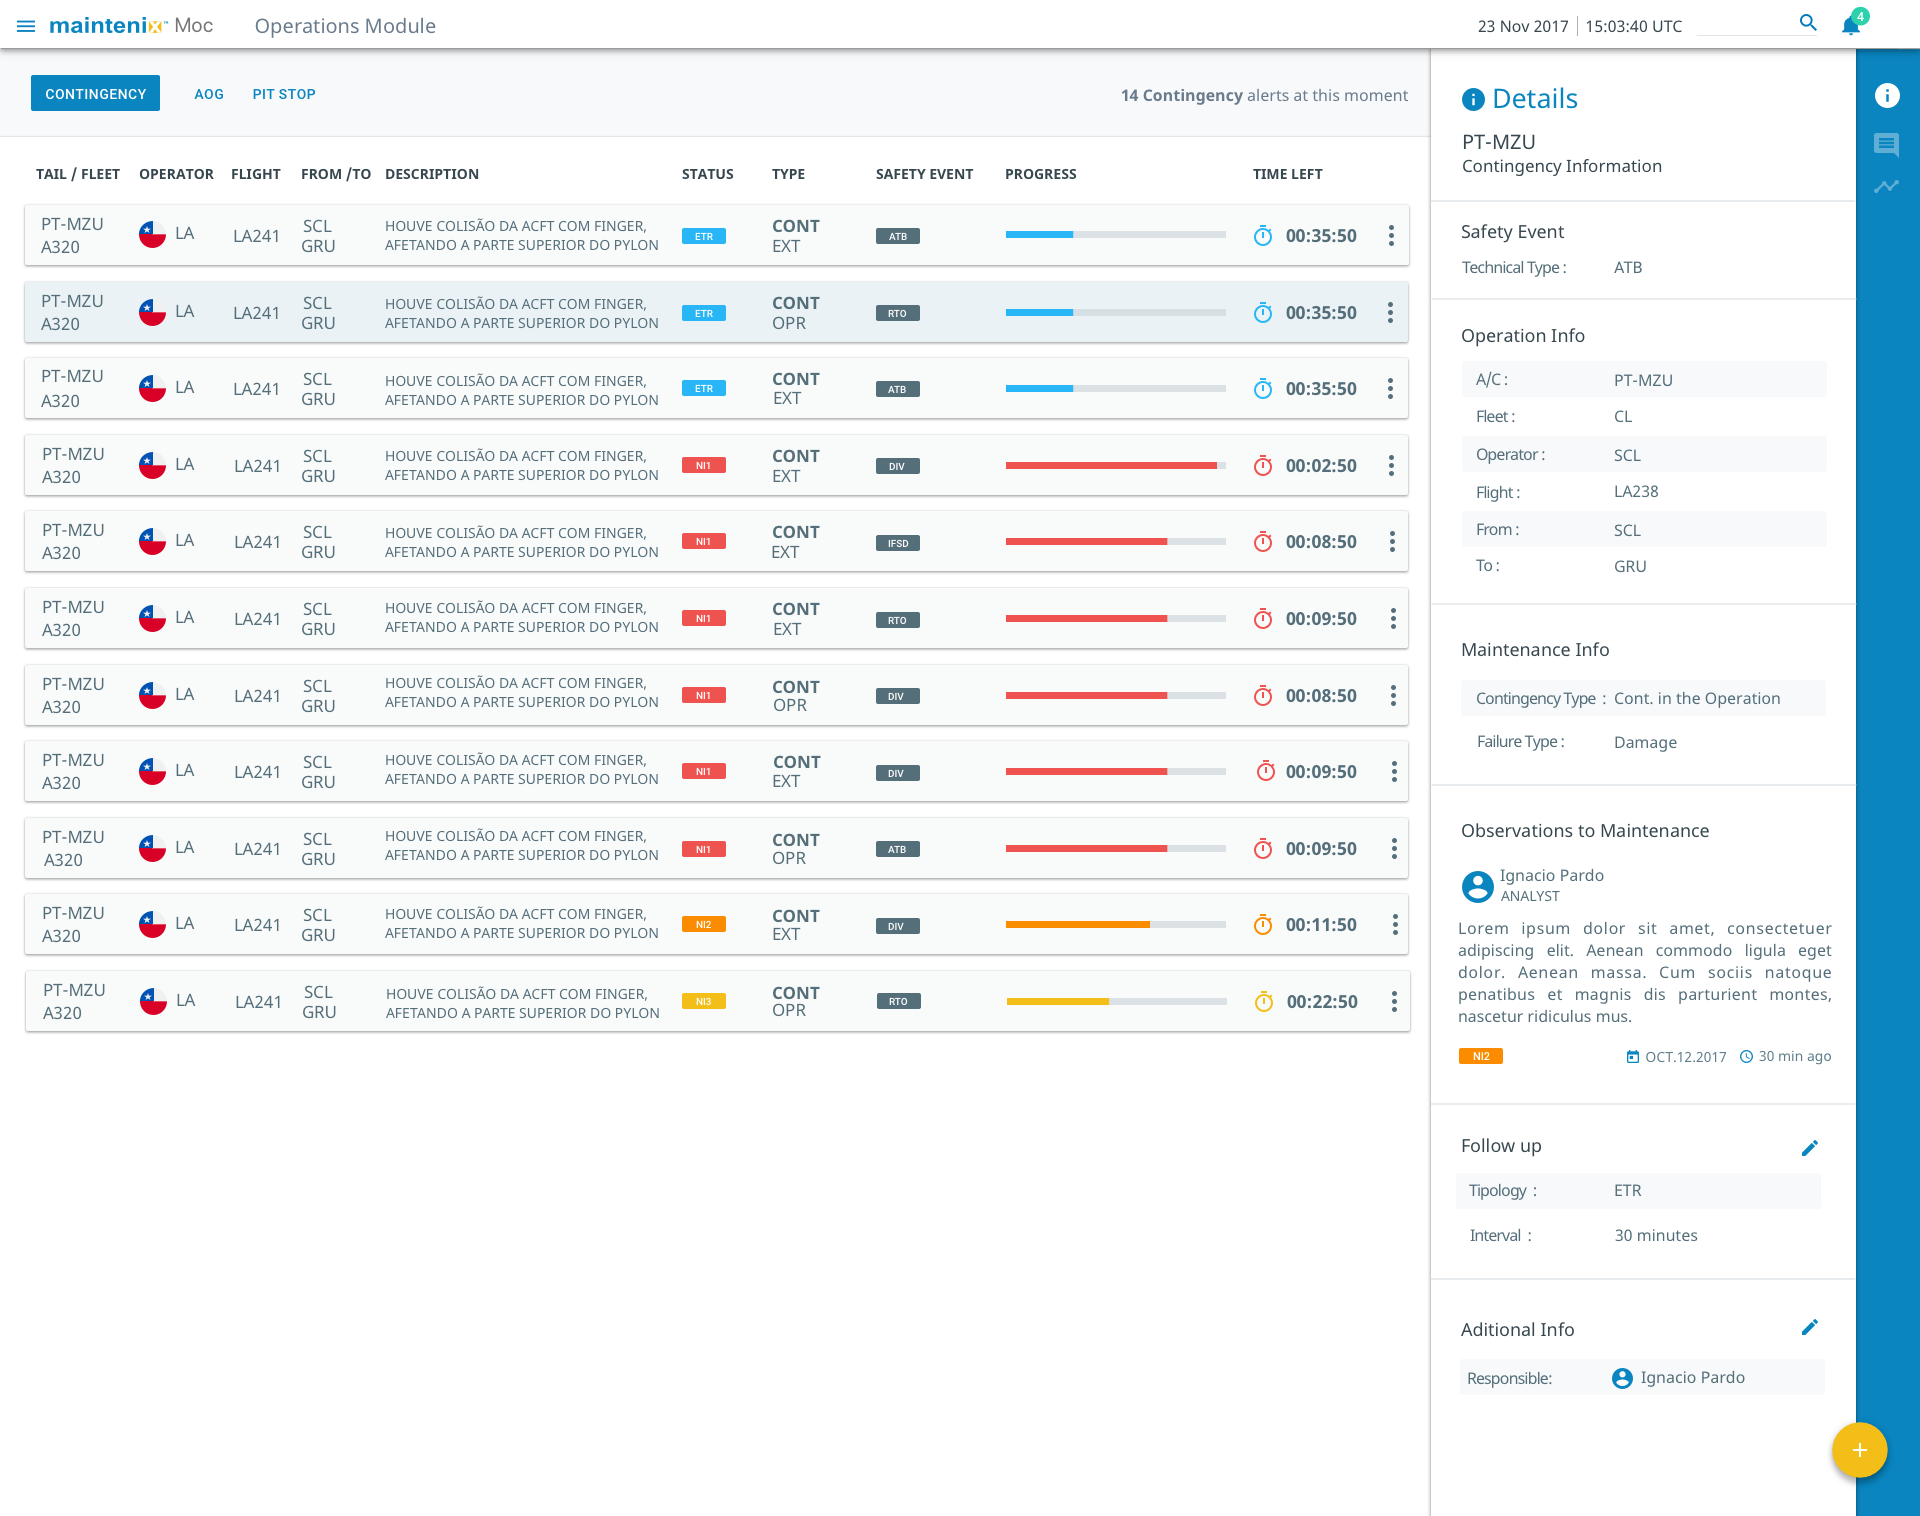 maintenix™ Moc
Operations Module
23 Nov 2017 | 15:03:40 UTC
4
CONTINGENCY
AOG
PIT STOP
14 Contingency alerts at this moment
TAIL / FLEET OPERATOR FLIGHT FROM /TO DESCRIPTION STATUS TYPE SAFETY EVENT PROGRESS TIME LEFT
PT-MZU LA LA241 SCL HOUVE COLISÃO DA ACFT COM FINGER, ETR CONT ATB 00:35:50
A320 GRU AFETANDO A PARTE SUPERIOR DO PYLON EXT
PT-MZU LA LA241 SCL HOUVE COLISÃO DA ACFT COM FINGER, ETR CONT RTO 00:35:50
A320 GRU AFETANDO A PARTE SUPERIOR DO PYLON OPR
PT-MZU LA LA241 SCL HOUVE COLISÃO DA ACFT COM FINGER, ETR CONT ATB 00:35:50
A320 GRU AFETANDO A PARTE SUPERIOR DO PYLON EXT
PT-MZU LA LA241 SCL HOUVE COLISÃO DA ACFT COM FINGER, NI1 CONT DIV 00:02:50
A320 GRU AFETANDO A PARTE SUPERIOR DO PYLON EXT
PT-MZU LA LA241 SCL HOUVE COLISÃO DA ACFT COM FINGER, NI1 CONT IFSD 00:08:50
A320 GRU AFETANDO A PARTE SUPERIOR DO PYLON EXT
PT-MZU LA LA241 SCL HOUVE COLISÃO DA ACFT COM FINGER, NI1 CONT RTO 00:09:50
A320 GRU AFETANDO A PARTE SUPERIOR DO PYLON EXT
PT-MZU LA LA241 SCL HOUVE COLISÃO DA ACFT COM FINGER, NI1 CONT DIV 00:08:50
A320 GRU AFETANDO A PARTE SUPERIOR DO PYLON OPR
PT-MZU LA LA241 SCL HOUVE COLISÃO DA ACFT COM FINGER, NI1 CONT DIV 00:09:50
A320 GRU AFETANDO A PARTE SUPERIOR DO PYLON EXT
PT-MZU LA LA241 SCL HOUVE COLISÃO DA ACFT COM FINGER, NI1 CONT ATB 00:09:50
A320 GRU AFETANDO A PARTE SUPERIOR DO PYLON OPR
PT-MZU LA LA241 SCL HOUVE COLISÃO DA ACFT COM FINGER, NI2 CONT DIV 00:11:50
A320 GRU AFETANDO A PARTE SUPERIOR DO PYLON EXT
PT-MZU LA LA241 SCL HOUVE COLISÃO DA ACFT COM FINGER, NI3 CONT RTO 00:22:50
A320 GRU AFETANDO A PARTE SUPERIOR DO PYLON OPR
Details
PT-MZU
Contingency Information
Safety Event
Technical Type : ATB
Operation Info
A/C : PT-MZU
Fleet : CL
Operator : SCL
Flight : LA238
From : SCL
To : GRU
Maintenance Info
Contingency Type : Cont. in the Operation
Failure Type : Damage
Observations to Maintenance
Ignacio Pardo
ANALYST
Lorem ipsum dolor sit amet, consectetuer
adipiscing elit. Aenean commodo ligula eget
dolor. Aenean massa. Cum sociis natoque
penatibus et magnis dis parturient montes,
nascetur ridiculus mus.
NI2 OCT.12.2017 30 min ago
Follow up
Tipology : ETR
Interval : 30 minutes
Aditional Info
Responsible: Ignacio Pardo